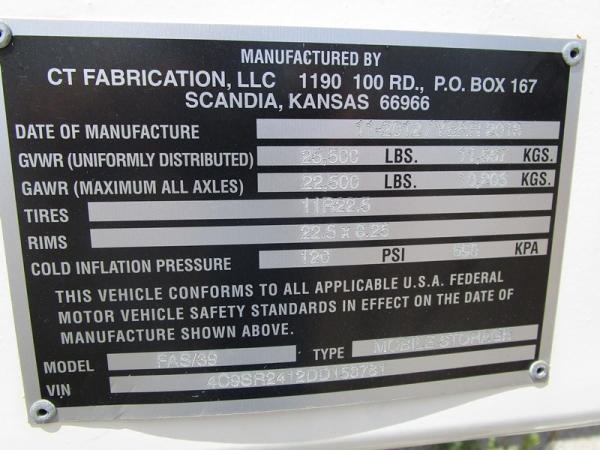 MANUFACTURED BY
CT FABRICATION, LLC 1190 100 RD., P.O. BOX 167
SCANDIA, KANSAS 66966
DATE OF MANUFACTURE
GVWR (UNIFORMLY DISTRIBUTED) 25,500 LBS. KGS.
GAWR (MAXIMUM ALL AXLES) 22,500 LBS. KGS.
TIRES 11R22.5
RIMS 22.5 x 8.25
COLD INFLATION PRESSURE 120 PSI KPA
THIS VEHICLE CONFORMS TO ALL APPLICABLE U.S.A. FEDERAL
MOTOR VEHICLE SAFETY STANDARDS IN EFFECT ON THE DATE OF
MANUFACTURE SHOWN ABOVE.
MODEL FAS/39 TYPE MOBILE STORAGE
VIN